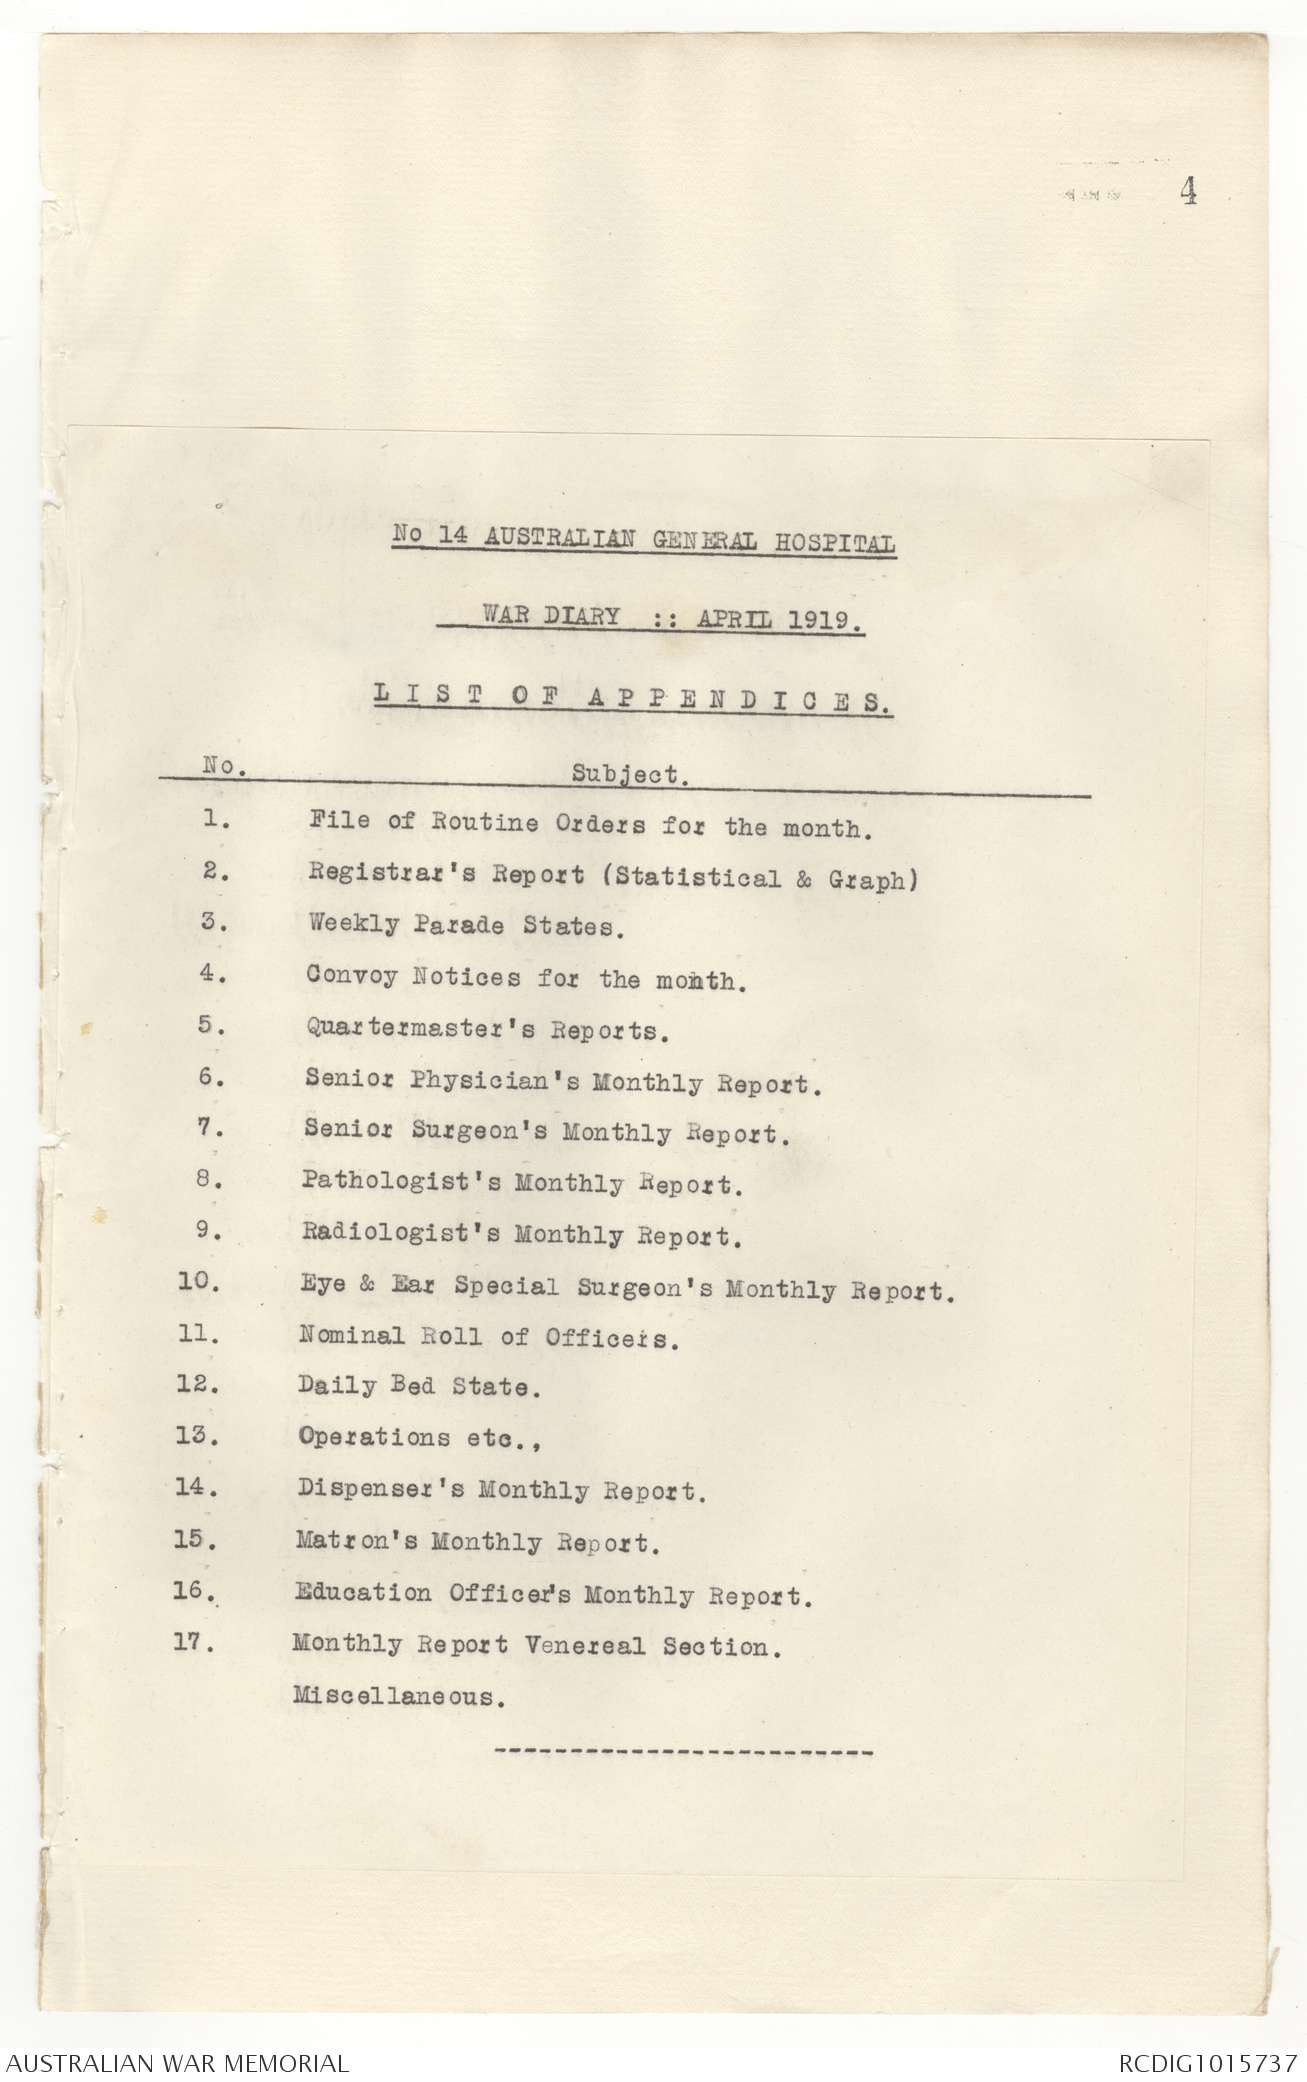 4
No 14 AUSTRALIAN GENERAL HOSPITAL
WAR DIARY :: APRIL 1919.
LIST OF APPENDICES.
No. Subject.
1. File of Routine Orders for the month.
2. Registrar's Report (Statistical & Graph)
3. Weekly Parade States.
4. Convoy Notices for the month.
5. Quartermaster's Reports.
6. Senior Physician's Monthly Report.
7. Senior Surgeon's Monthly Report.
8. Pathologist's Monthly Report.
9. Radiologist's Monthly Report.
10. Eye & Ear Special Surgeon's Monthly Report.
11. Nominal Roll of Officers.
12. Daily Bed State.
13. Operations etc.,
14. Dispenser's Monthly Report.
15. Matron's Monthly Report.
16. Education Officer's Monthly Report.
17. Monthly Report Venereal Section.
Miscellaneous.
-------------------------
AUSTRALIAN WAR MEMORIAL RCDIG1015737